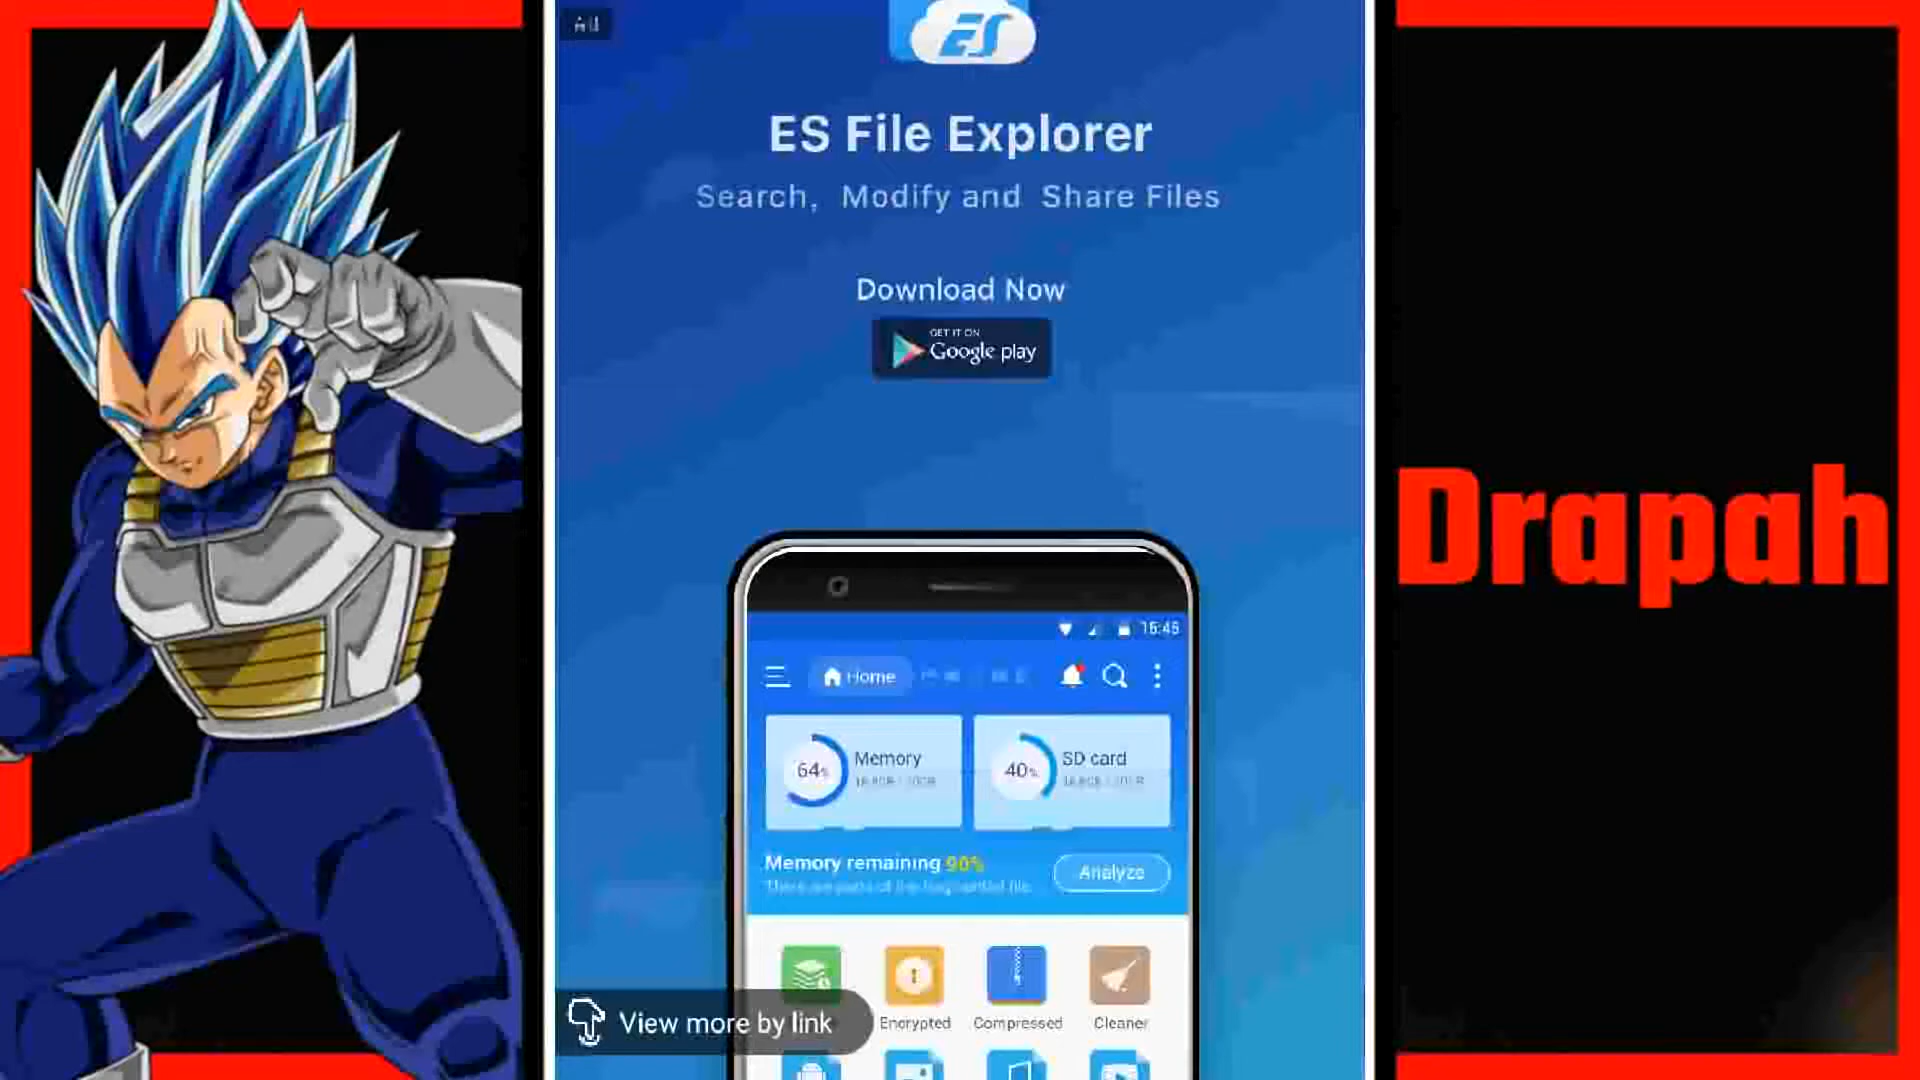 Ad
ES
ES File Explorer
Search, Modify and Share Files
Download Now
GET IT ON
Google play
Drapah
15:45
Home
64%
Memory
40%
SD card
Memory remaining 90%
Analyze
Encrypted
Compressed
Cleaner
View more by link